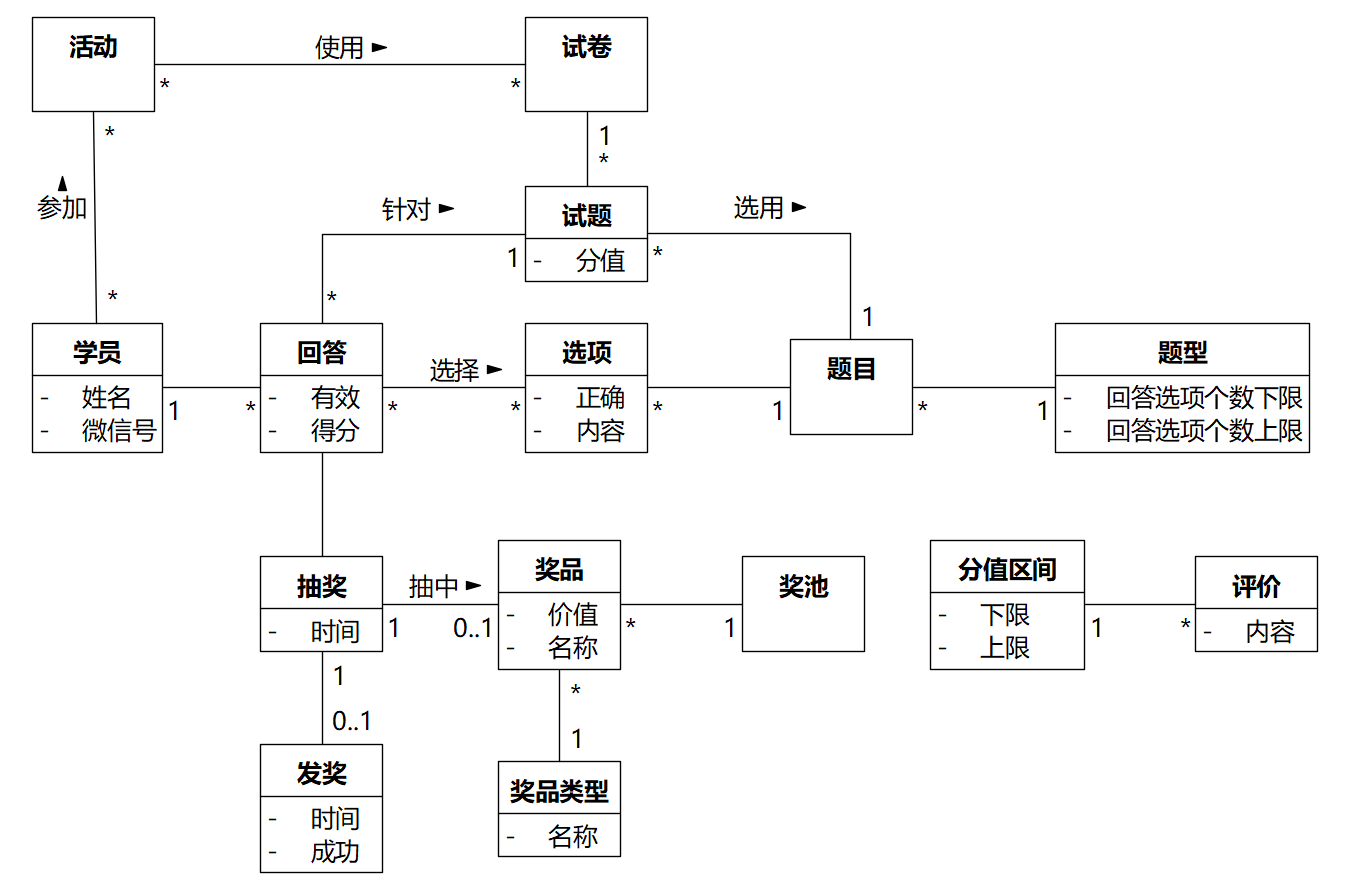 活动
使用 ►
试卷
*
*
*
1
*
▲
参加
针对 ►
试题
选用 ►
1
- 分值
*
*
*
1
学员
回答
选项
题目
题型
选择 ►
- 姓名
- 微信号
1
*
- 有效
- 得分
*
*
- 正确
- 内容
*
1
*
1
- 回答选项个数下限
- 回答选项个数上限
抽奖
抽中 ►
奖品
奖池
分值区间
评价
- 时间
1
0..1
- 价值
- 名称
*
1
- 下限
- 上限
1
*
- 内容
1
0..1
*
1
发奖
奖品类型
- 时间
- 成功
- 名称